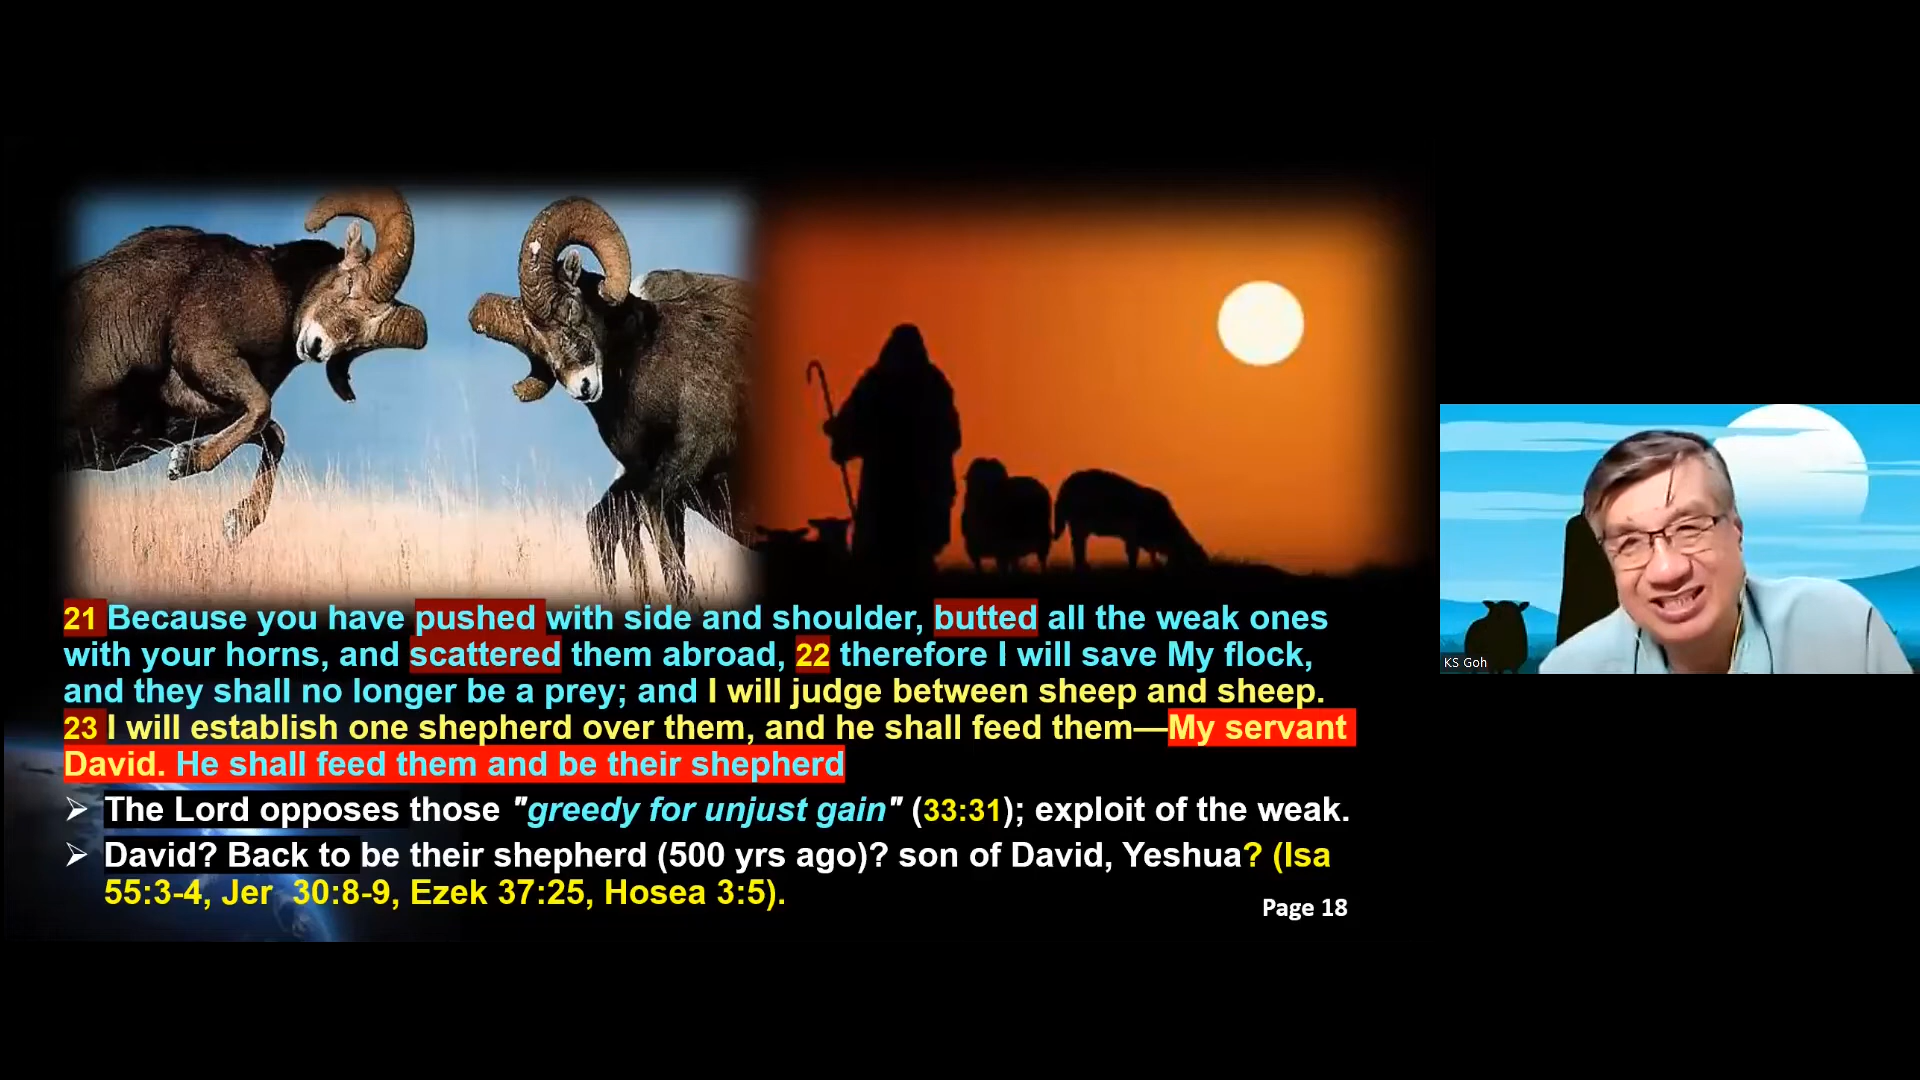 21 Because you have pushed with side and shoulder, butted all the weak ones
with your horns, and scattered them abroad, 22 therefore I will save My flock,
and they shall no longer be a prey; and I will judge between sheep and sheep.
23 I will establish one shepherd over them, and he shall feed them—My servant
David. He shall feed them and be their shepherd
➢ The Lord opposes those "greedy for unjust gain" (33:31); exploit of the weak.
➢ David? Back to be their shepherd (500 yrs ago)? son of David, Yeshua? (Isa
55:3-4, Jer  30:8-9, Ezek 37:25, Hosea 3:5).
Page 18
KS Goh